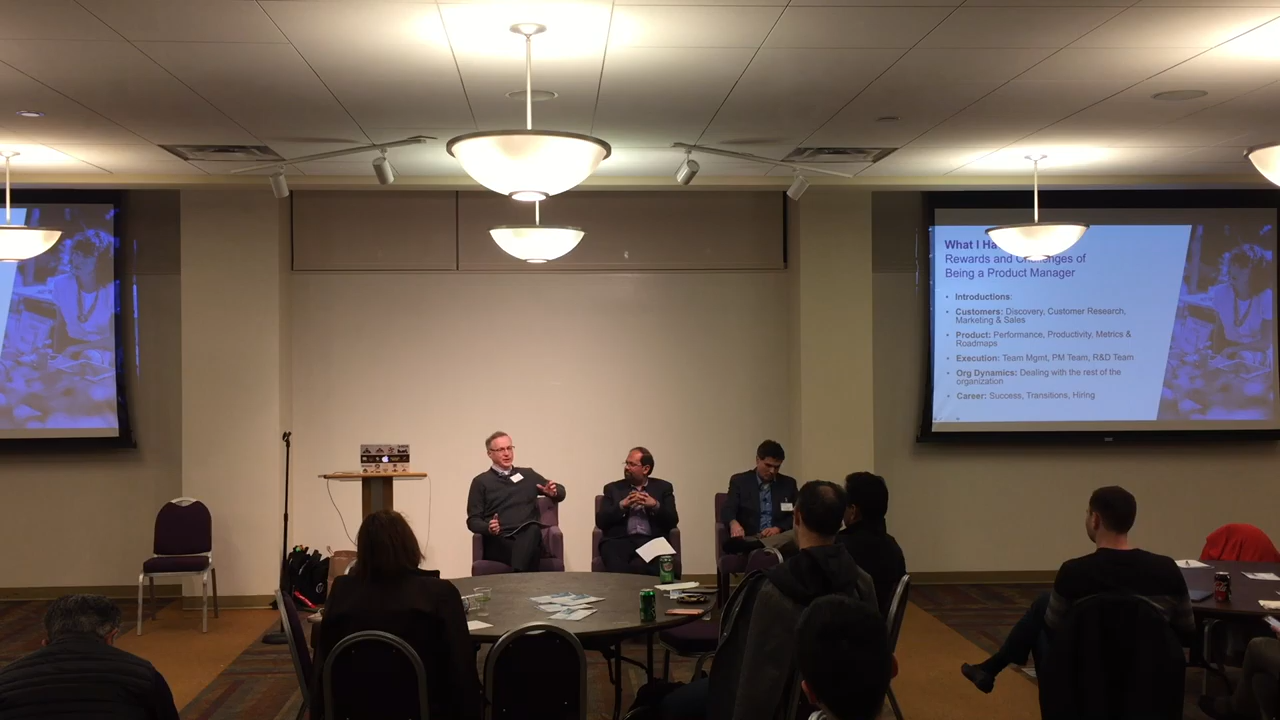 What I Ha
Rewards and Challenges of
Being a Product Manager
• Introductions:
• Customers: Discovery, Customer Research,
Marketing & Sales
• Product: Performance, Productivity, Metrics &
Roadmaps
• Execution: Team Mgmt, PM Team, R&D Team
• Org Dynamics: Dealing with the rest of the
organization
• Career: Success, Transitions, Hiring